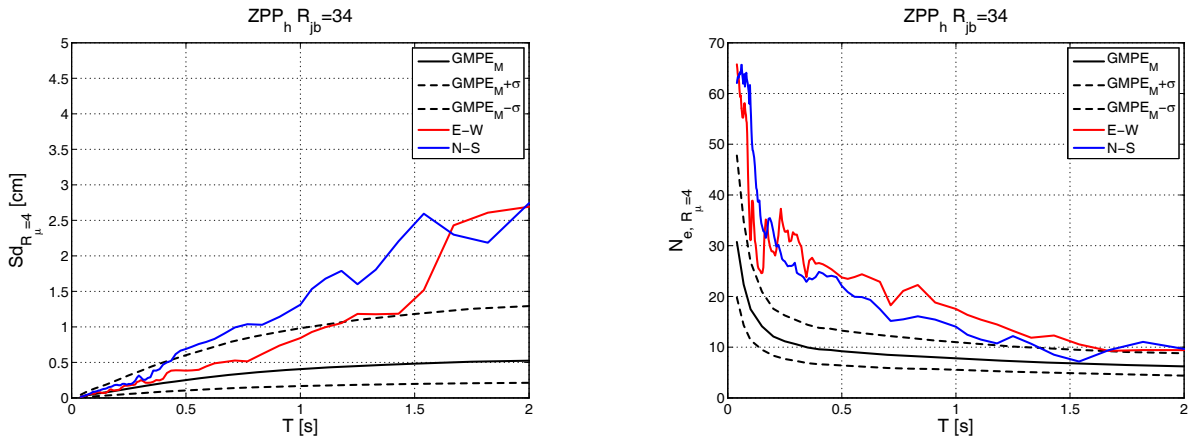 ZPP_h R_jb=34
5
4.5
4
3.5
3
2.5
2
1.5
1
0.5
0
Sd_R_μ=4 [cm]
GMPE_M
GMPE_M+σ
GMPE_M−σ
E−W
N−S
0 0.5 1 1.5 2
T [s]
ZPP_h R_jb=34
70
60
50
40
30
20
10
0
N_e, R_μ=4
GMPE_M
GMPE_M+σ
GMPE_M−σ
E−W
N−S
0 0.5 1 1.5 2
T [s]